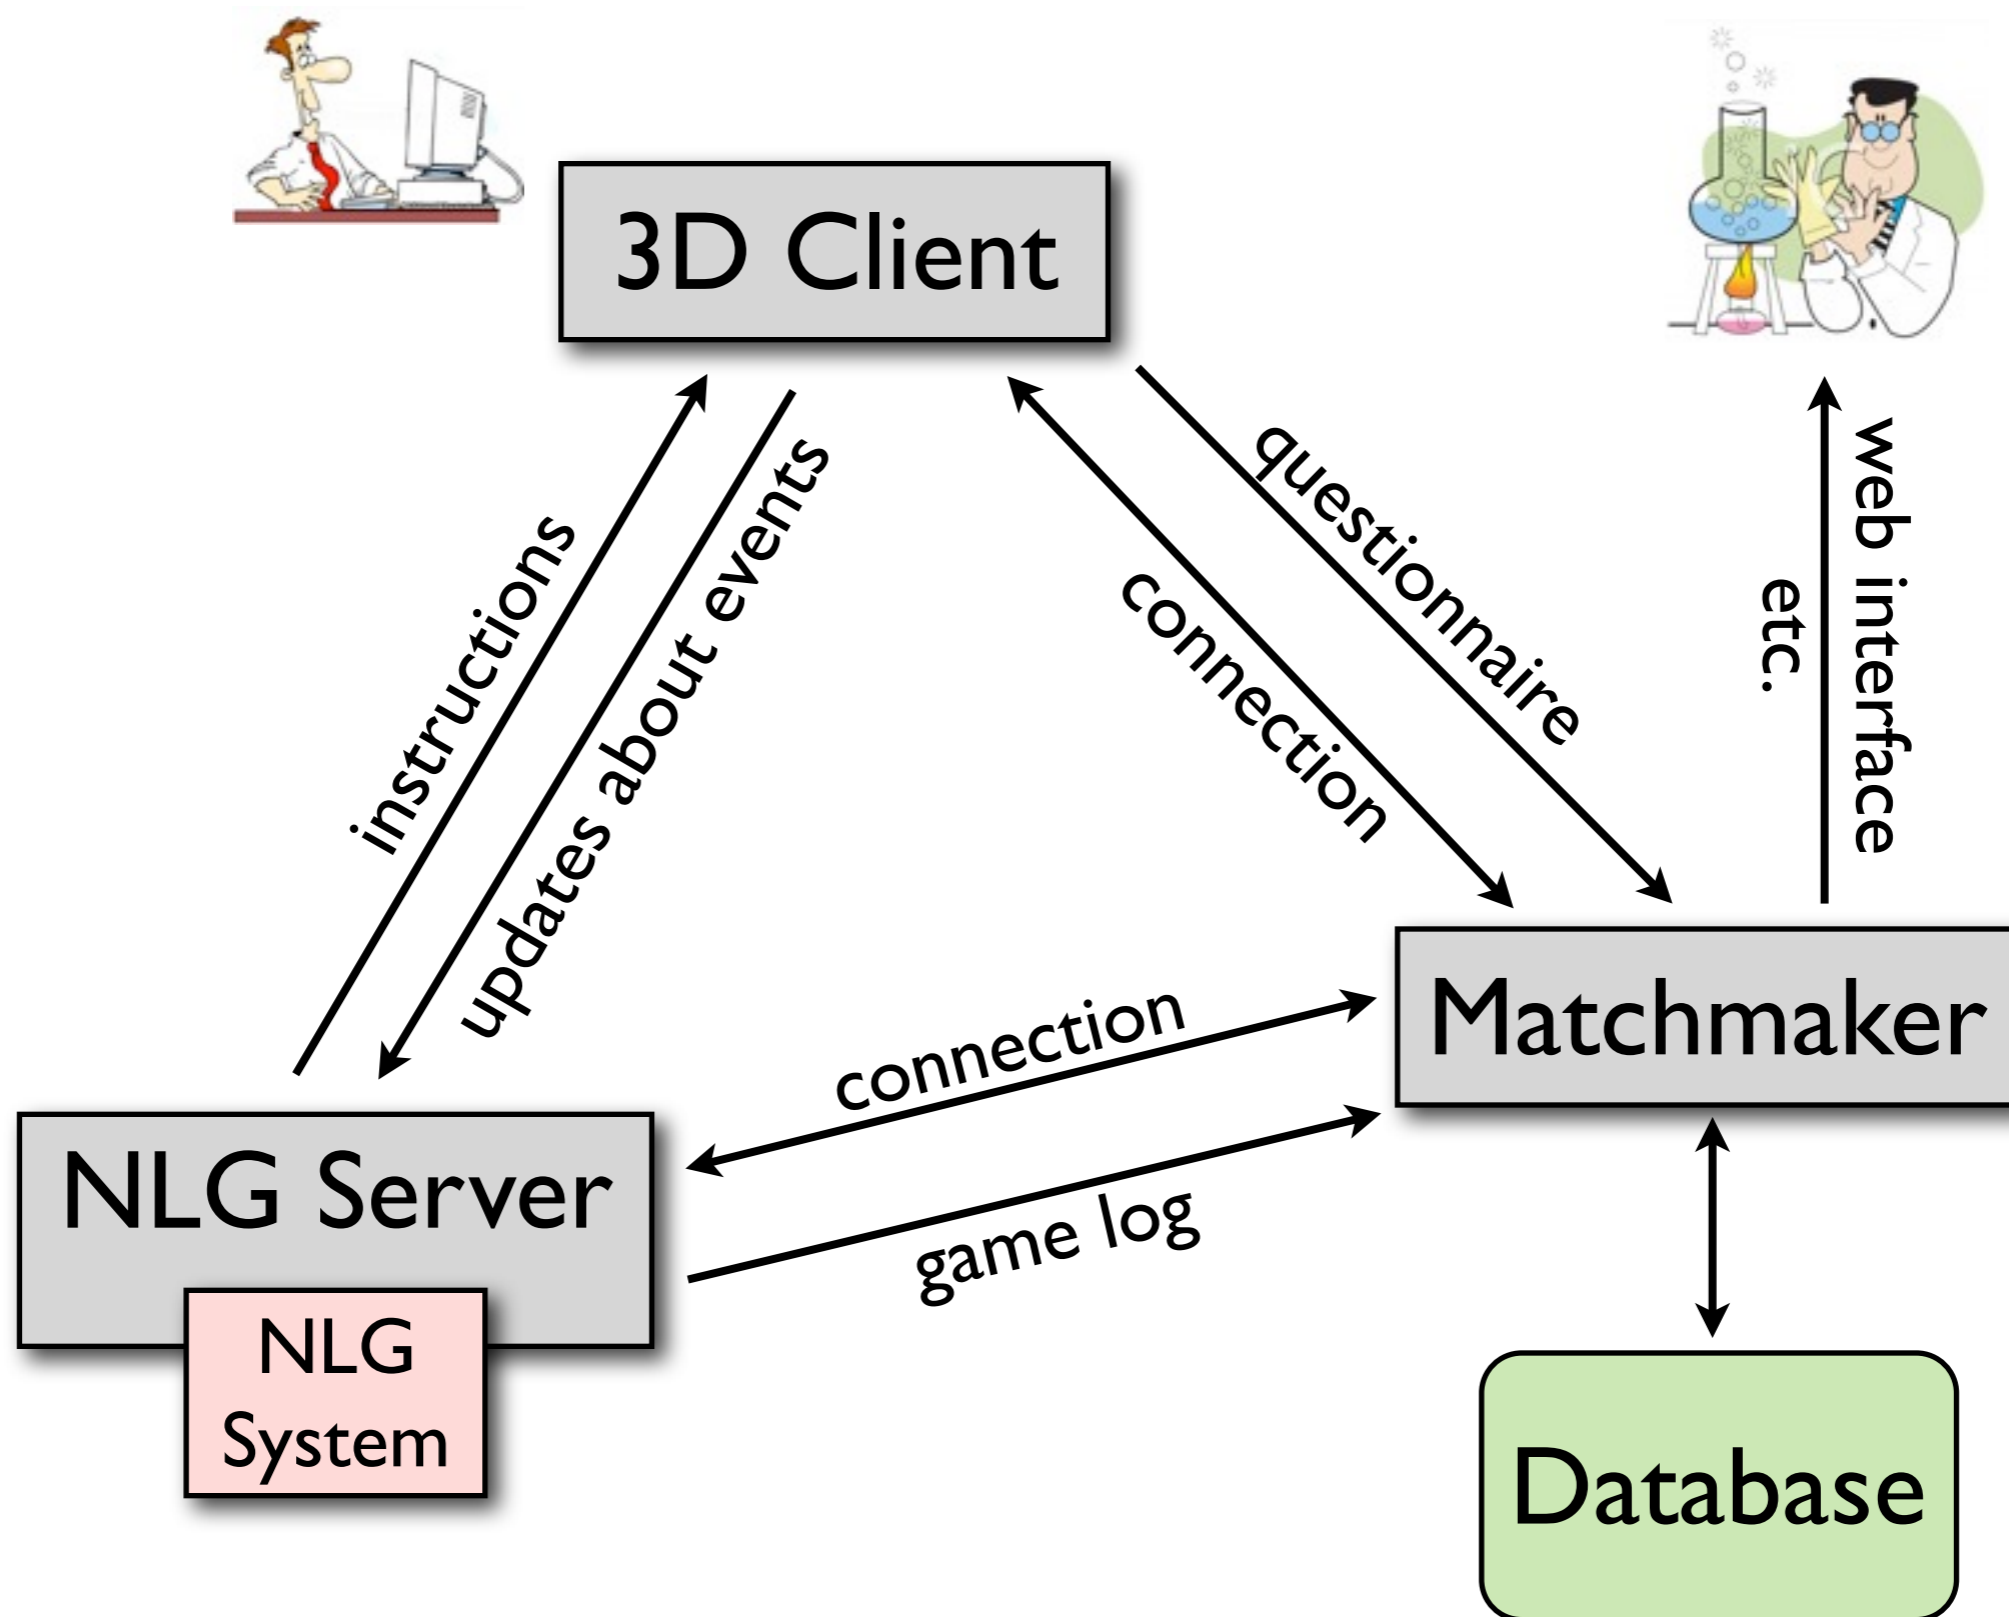 3D Client
instructions
updates about events
questionnaire
connection
web interface
etc.
connection
game log
Matchmaker
NLG Server
NLG
System
Database